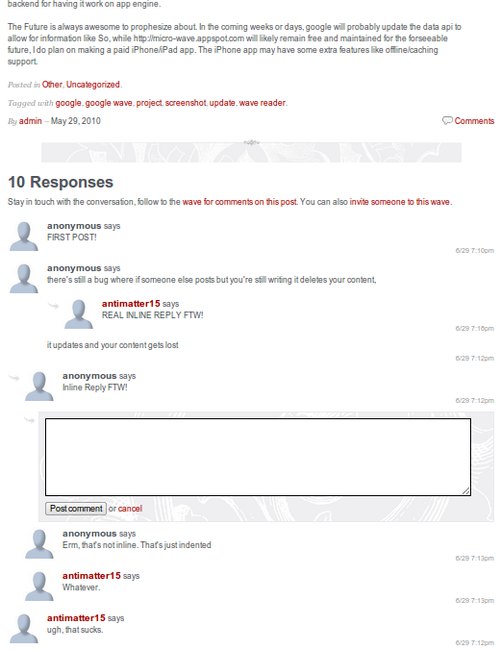 backend for having it work on app engine.
The Future is always awesome to prophesize about. In the coming weeks or days, google will probably update the data api to
allow for information like So, while http://micro-wave.appspot.com will likely remain free and maintained for the forseeable
future, I do plan on making a paid iPhone/iPad app. The iPhone app may have some extra features like offline/caching
support.
Posted in Other, Uncategorized.
Tagged with google, google wave, project, screenshot, update, wave reader.
By admin – May 29, 2010
Comments
10 Responses
Stay in touch with the conversation, follow to the wave for comments on this post. You can also invite someone to this wave.
anonymous says
FIRST POST!
6/29 7:10pm
anonymous says
there's still a bug where if someone else posts but you're still writing it deletes your content,
antimatter15 says
REAL INLINE REPLY FTW!
6/29 7:18pm
it updates and your content gets lost
6/29 7:12pm
anonymous says
Inline Reply FTW!
6/29 7:12pm
Post comment or cancel
anonymous says
Erm, that's not inline. That's just indented
6/29 7:13pm
antimatter15 says
Whatever.
6/29 7:13pm
antimatter15 says
ugh, that sucks.
6/29 7:12pm